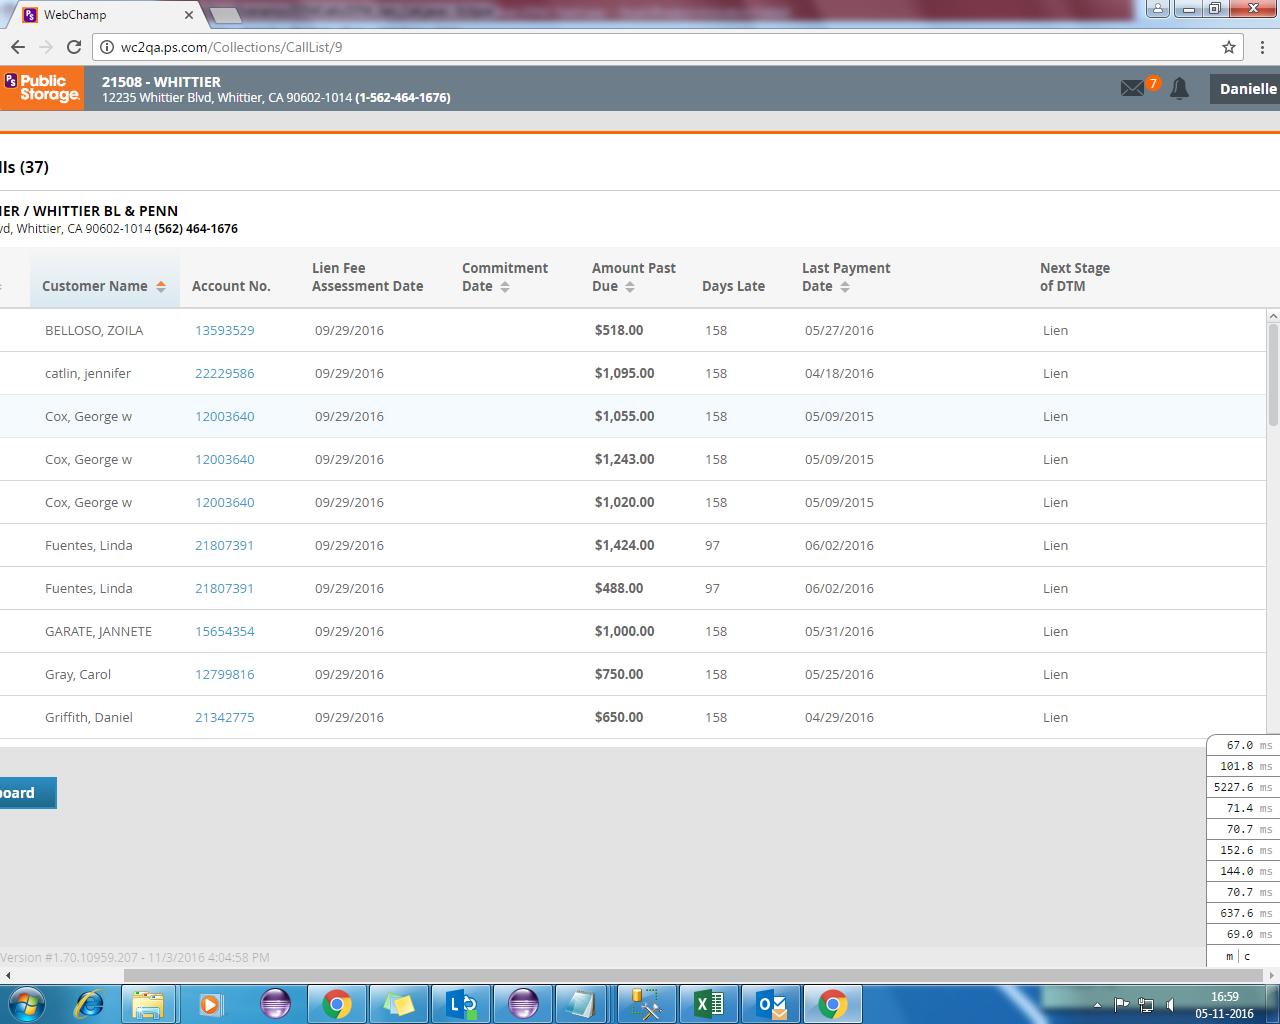 WebChamp
wc2qa.ps.com/Collections/CallList/9
PS Public Storage.
21508 - WHITTIER
12235 Whittier Blvd, Whittier, CA 90602-1014 (1-562-464-1676)
7
Danielle
lls (37)
IER / WHITTIER BL & PENN
vd, Whittier, CA 90602-1014 (562) 464-1676
Customer Name Account No. Lien Fee Assessment Date Commitment Date Amount Past Due Days Late Last Payment Date Next Stage of DTM
BELLOSO, ZOILA 13593529 09/29/2016 $518.00 158 05/27/2016 Lien
catlin, jennifer 22229586 09/29/2016 $1,095.00 158 04/18/2016 Lien
Cox, George w 12003640 09/29/2016 $1,055.00 158 05/09/2015 Lien
Cox, George w 12003640 09/29/2016 $1,243.00 158 05/09/2015 Lien
Cox, George w 12003640 09/29/2016 $1,020.00 158 05/09/2015 Lien
Fuentes, Linda 21807391 09/29/2016 $1,424.00 97 06/02/2016 Lien
Fuentes, Linda 21807391 09/29/2016 $488.00 97 06/02/2016 Lien
GARATE, JANNETE 15654354 09/29/2016 $1,000.00 158 05/31/2016 Lien
Gray, Carol 12799816 09/29/2016 $750.00 158 05/25/2016 Lien
Griffith, Daniel 21342775 09/29/2016 $650.00 158 04/29/2016 Lien
67.0 ms
101.8 ms
5227.6 ms
71.4 ms
70.7 ms
152.6 ms
144.0 ms
70.7 ms
637.6 ms
69.0 ms
m | c
board
Version #1.70.10959.207 - 11/3/2016 4:04:58 PM
16:59
05-11-2016